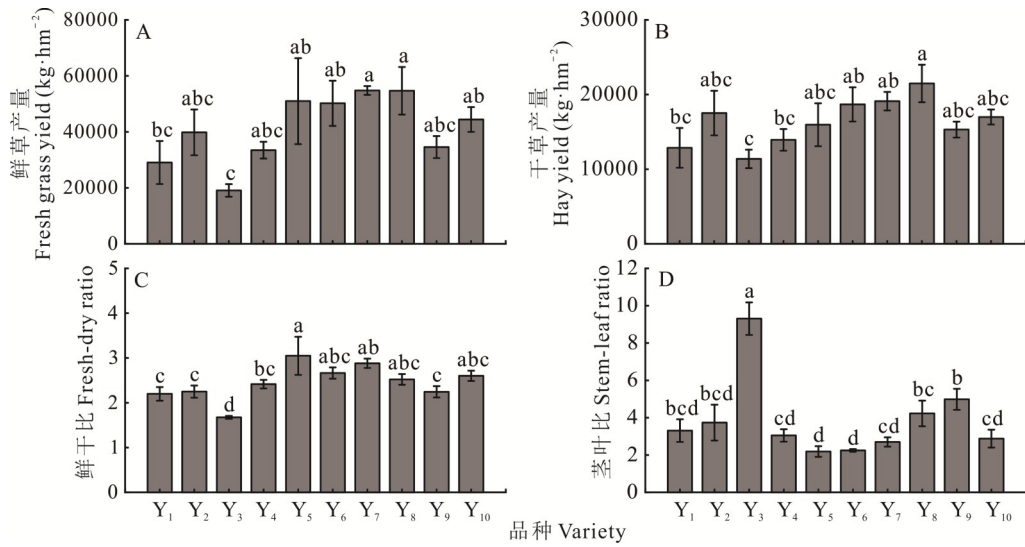 A
鲜草产量
Fresh grass yield (kg·hm⁻²)
80000
60000
40000
20000
0
bc
abc
c
abc
ab
ab
a
a
abc
ab
B
干草产量
Hay yield (kg·hm⁻²)
30000
20000
10000
0
bc
abc
c
abc
abc
ab
ab
a
abc
abc
C
鲜干比 Fresh-dry ratio
5
4
3
2
1
0
c
c
d
bc
a
abc
ab
abc
c
abc
Y₁ Y₂ Y₃ Y₄ Y₅ Y₆ Y₇ Y₈ Y₉ Y₁₀
D
茎叶比 Stem-leaf ratio
12
10
8
6
4
2
0
bcd
bcd
a
cd
d
d
cd
bc
b
cd
Y₁ Y₂ Y₃ Y₄ Y₅ Y₆ Y₇ Y₈ Y₉ Y₁₀
品种 Variety